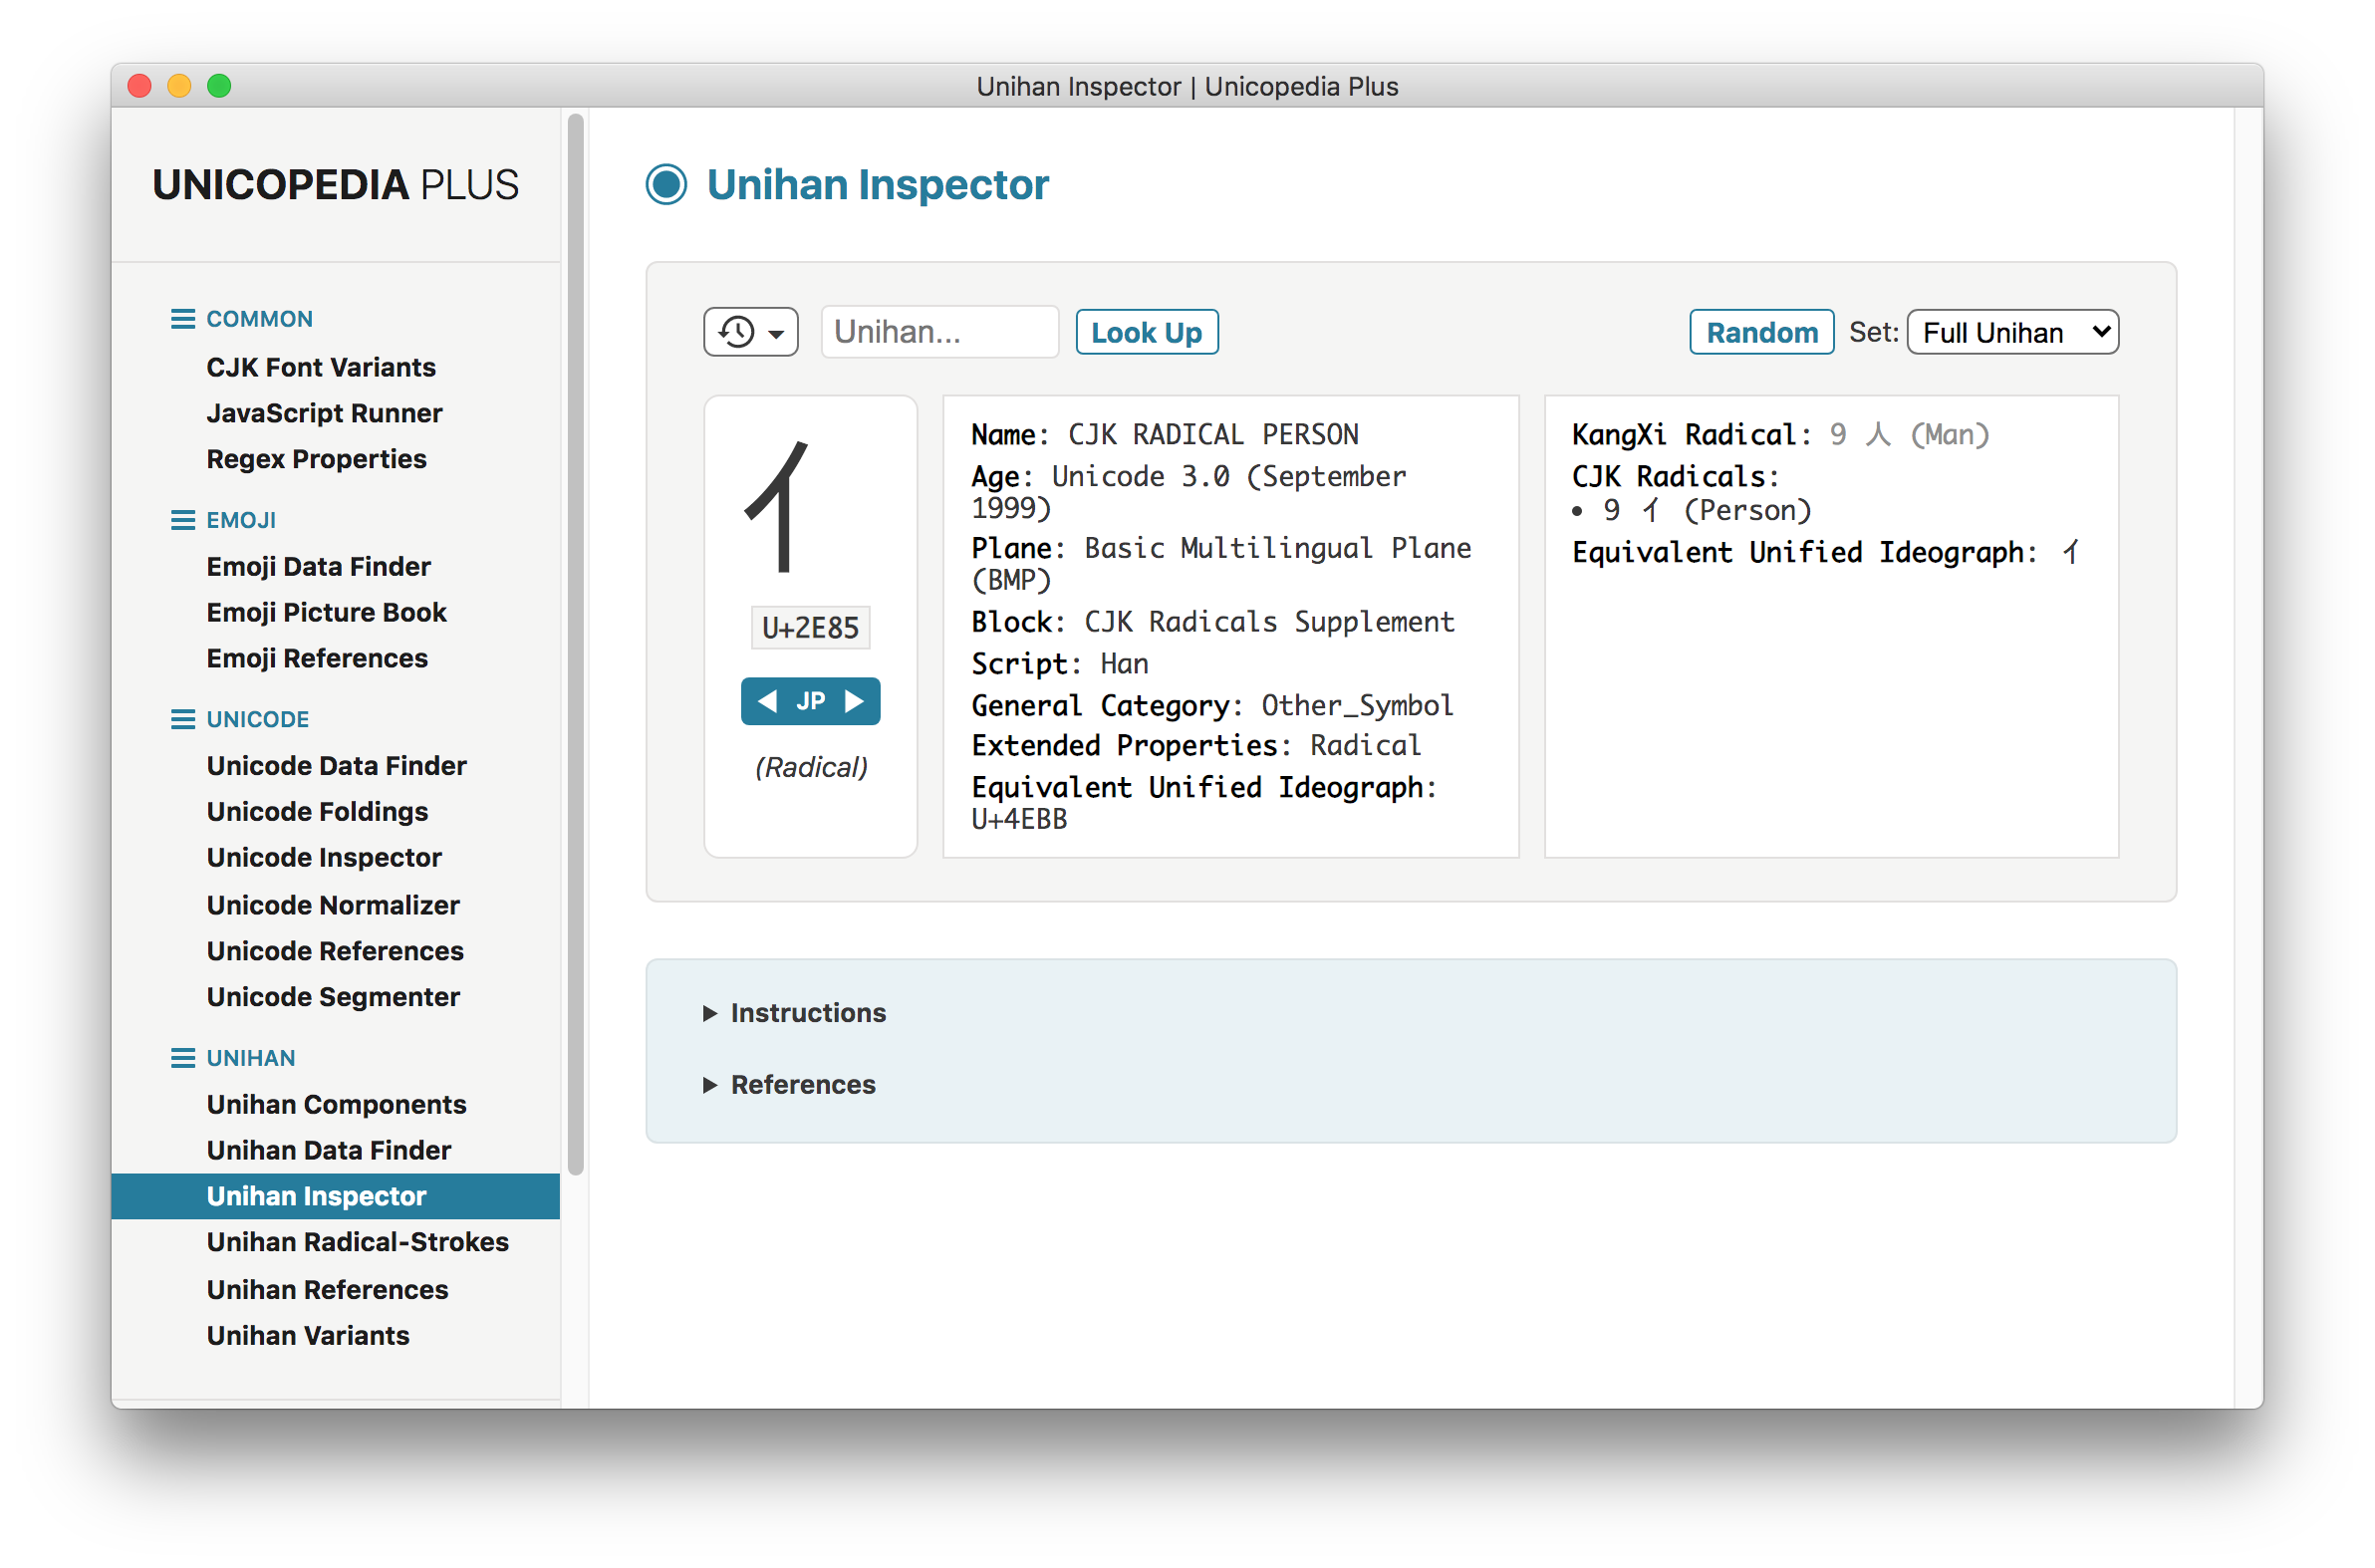 Unihan Inspector | Unicopedia Plus
UNICOPEDIA PLUS
COMMON
CJK Font Variants
JavaScript Runner
Regex Properties
EMOJI
Emoji Data Finder
Emoji Picture Book
Emoji References
UNICODE
Unicode Data Finder
Unicode Foldings
Unicode Inspector
Unicode Normalizer
Unicode References
Unicode Segmenter
UNIHAN
Unihan Components
Unihan Data Finder
Unihan Inspector
Unihan Radical-Strokes
Unihan References
Unihan Variants
Unihan Inspector
Unihan...
Look Up
Random
Set: Full Unihan
⺅
U+2E85
◀ JP ▶
(Radical)
Name: CJK RADICAL PERSON
Age: Unicode 3.0 (September
1999)
Plane: Basic Multilingual Plane
(BMP)
Block: CJK Radicals Supplement
Script: Han
General Category: Other_Symbol
Extended Properties: Radical
Equivalent Unified Ideograph:
U+4EBB
KangXi Radical: 9 ⼈ (Man)
CJK Radicals:
• 9 ⺅ (Person)
Equivalent Unified Ideograph: 亻
▶ Instructions
▶ References